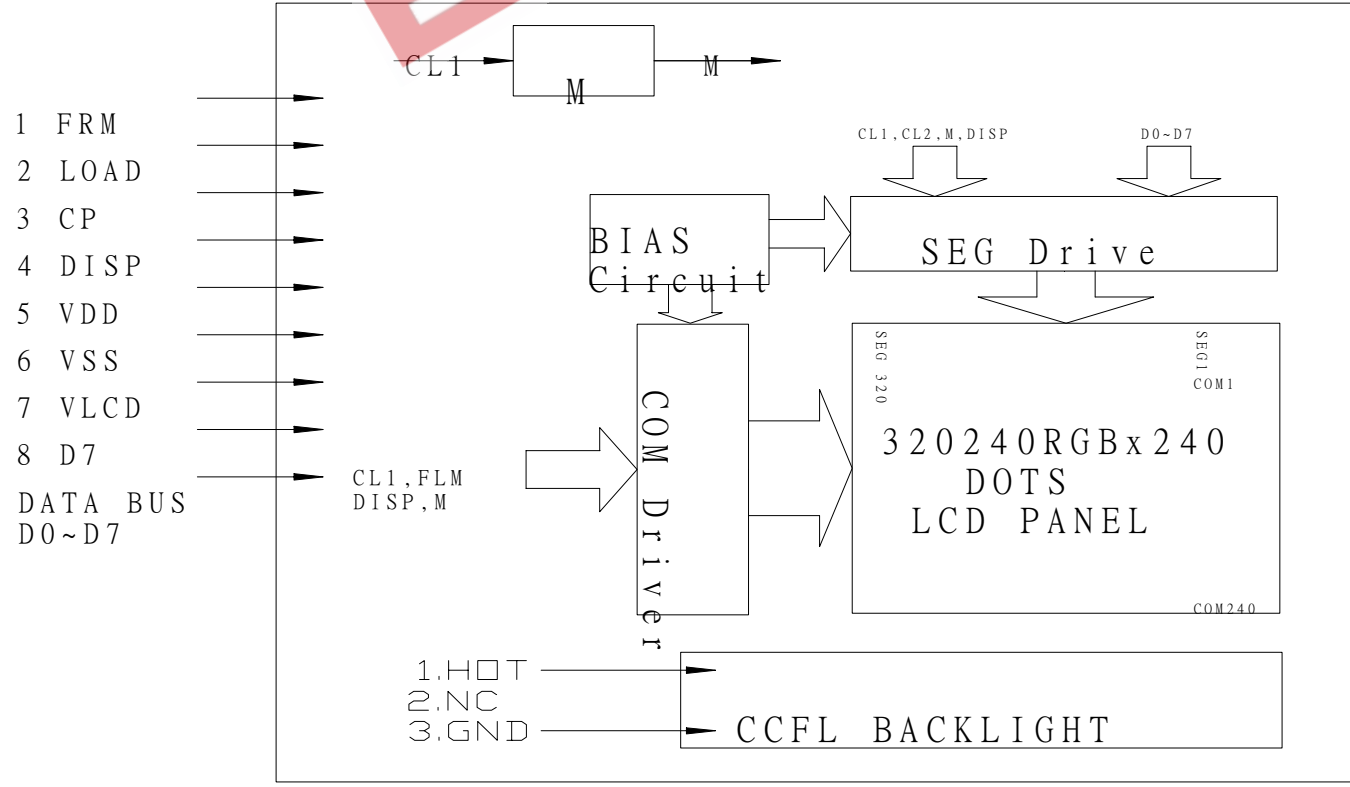 CL1
M
M
1 FRM
2 LOAD
3 CP
4 DISP
5 VDD
6 VSS
7 VLCD
8 D7
DATA BUS
D0~D7
CL1,CL2,M,DISP
D0~D7
BIAS
Circuit
SEG Drive
CL1,FLM
DISP,M
COM Driver
SEG 320
SEG1
COM1
320240RGBx240
DOTS
LCD PANEL
COM240
1.HOT
2.NC
3.GND
CCFL BACKLIGHT